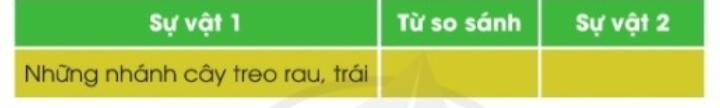 Sự vật 1 Từ so sánh Sự vật 2
Những nhánh cây treo rau, trái